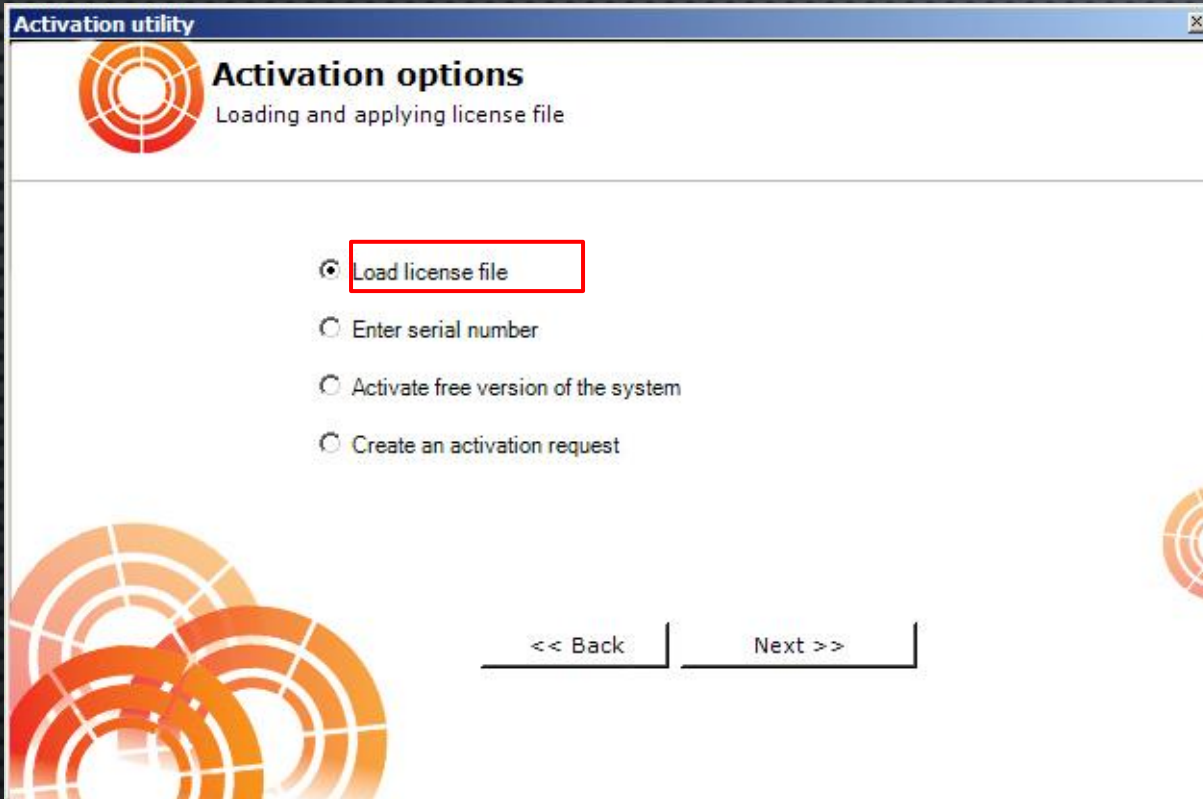 Activation utility
Activation options
Loading and applying license file
Load license file
Enter serial number
Activate free version of the system
Create an activation request
<< Back
Next >>